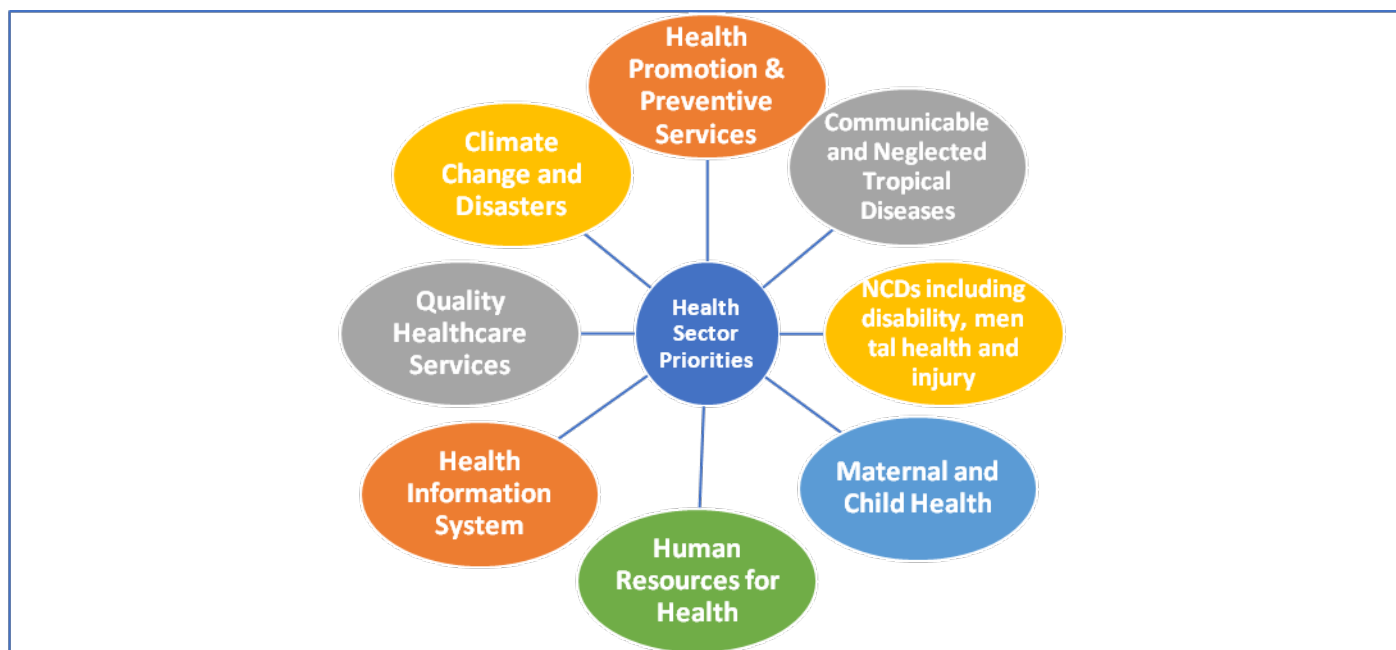 Health
Promotion &
Preventive
Services
Communicable
and Neglected
Tropical
Diseases
NCDs including
disability, men
tal health and
injury
Maternal and
Child Health
Human
Resources for
Health
Health
Information
System
Quality
Healthcare
Services
Climate
Change and
Disasters
Health
Sector
Priorities